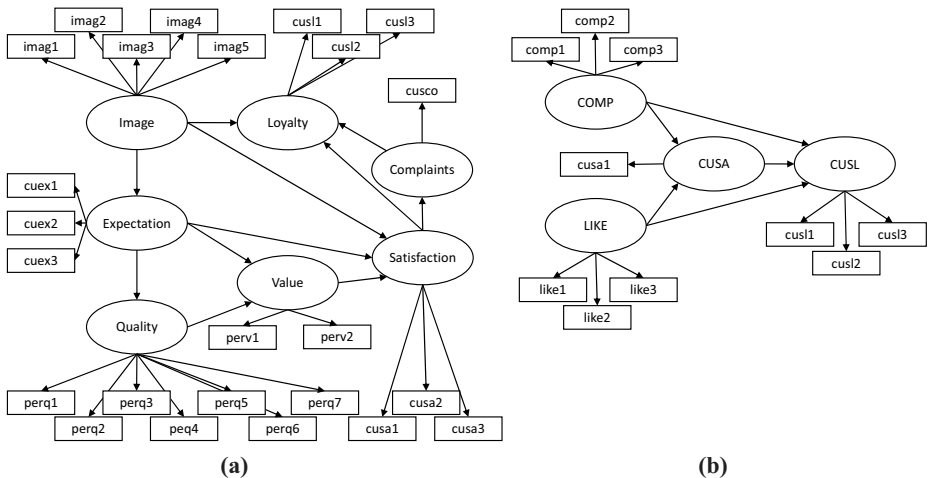 imag2
imag4
imag1
imag3
imag5
cusl1
cusl3
cusl2
cusco
Image
Loyalty
Complaints
cuex1
cuex2
cuex3
Expectation
Satisfaction
Value
Quality
perv1
perv2
perq1
perq3
perq5
perq7
perq2
peq4
perq6
cusa2
cusa1
cusa3
(a)
comp2
comp1
comp3
COMP
cusa1
CUSA
CUSL
LIKE
cusl1
cusl3
cusl2
like1
like3
like2
(b)